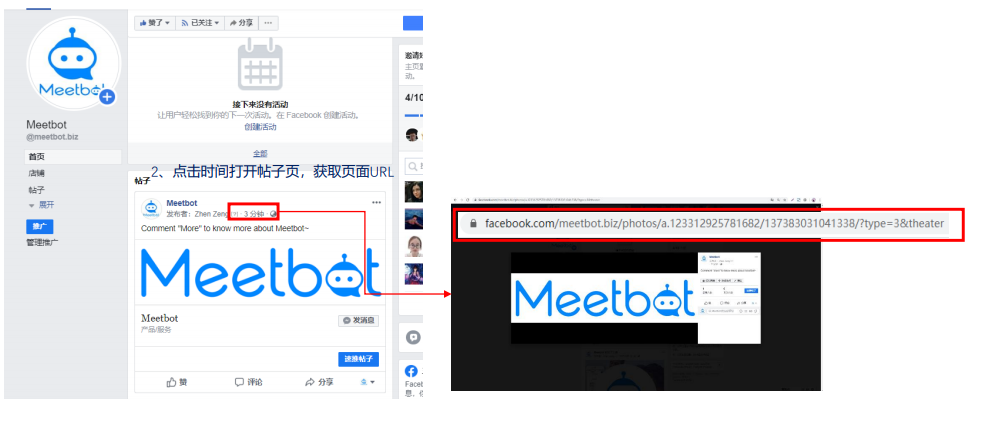 赞了 已关注 分享 ···
Meetbot
Meetbot
@meetbot.biz
首页
店铺
帖子
展开
推广
管理推广
接下来没有活动
让用户轻松找到你的下一次活动。在 Facebook 创建活动。
创建活动
全部
邀请好
主页
动。
4/10
2、点击时间打开帖子页，获取页面URL
帖子
Meetbot
发布者：Zhen Zeng [?] · 3 分钟 ·
Comment "More" to know more about Meetbot~
Meetbot
Meetbot
产品/服务
发消息
速推帖子
赞 评论 分享
Faceb
息、
facebook.com/meetbot.biz/photos/a.123312925781682/137383031041338/?type=3&theater
Meetbot